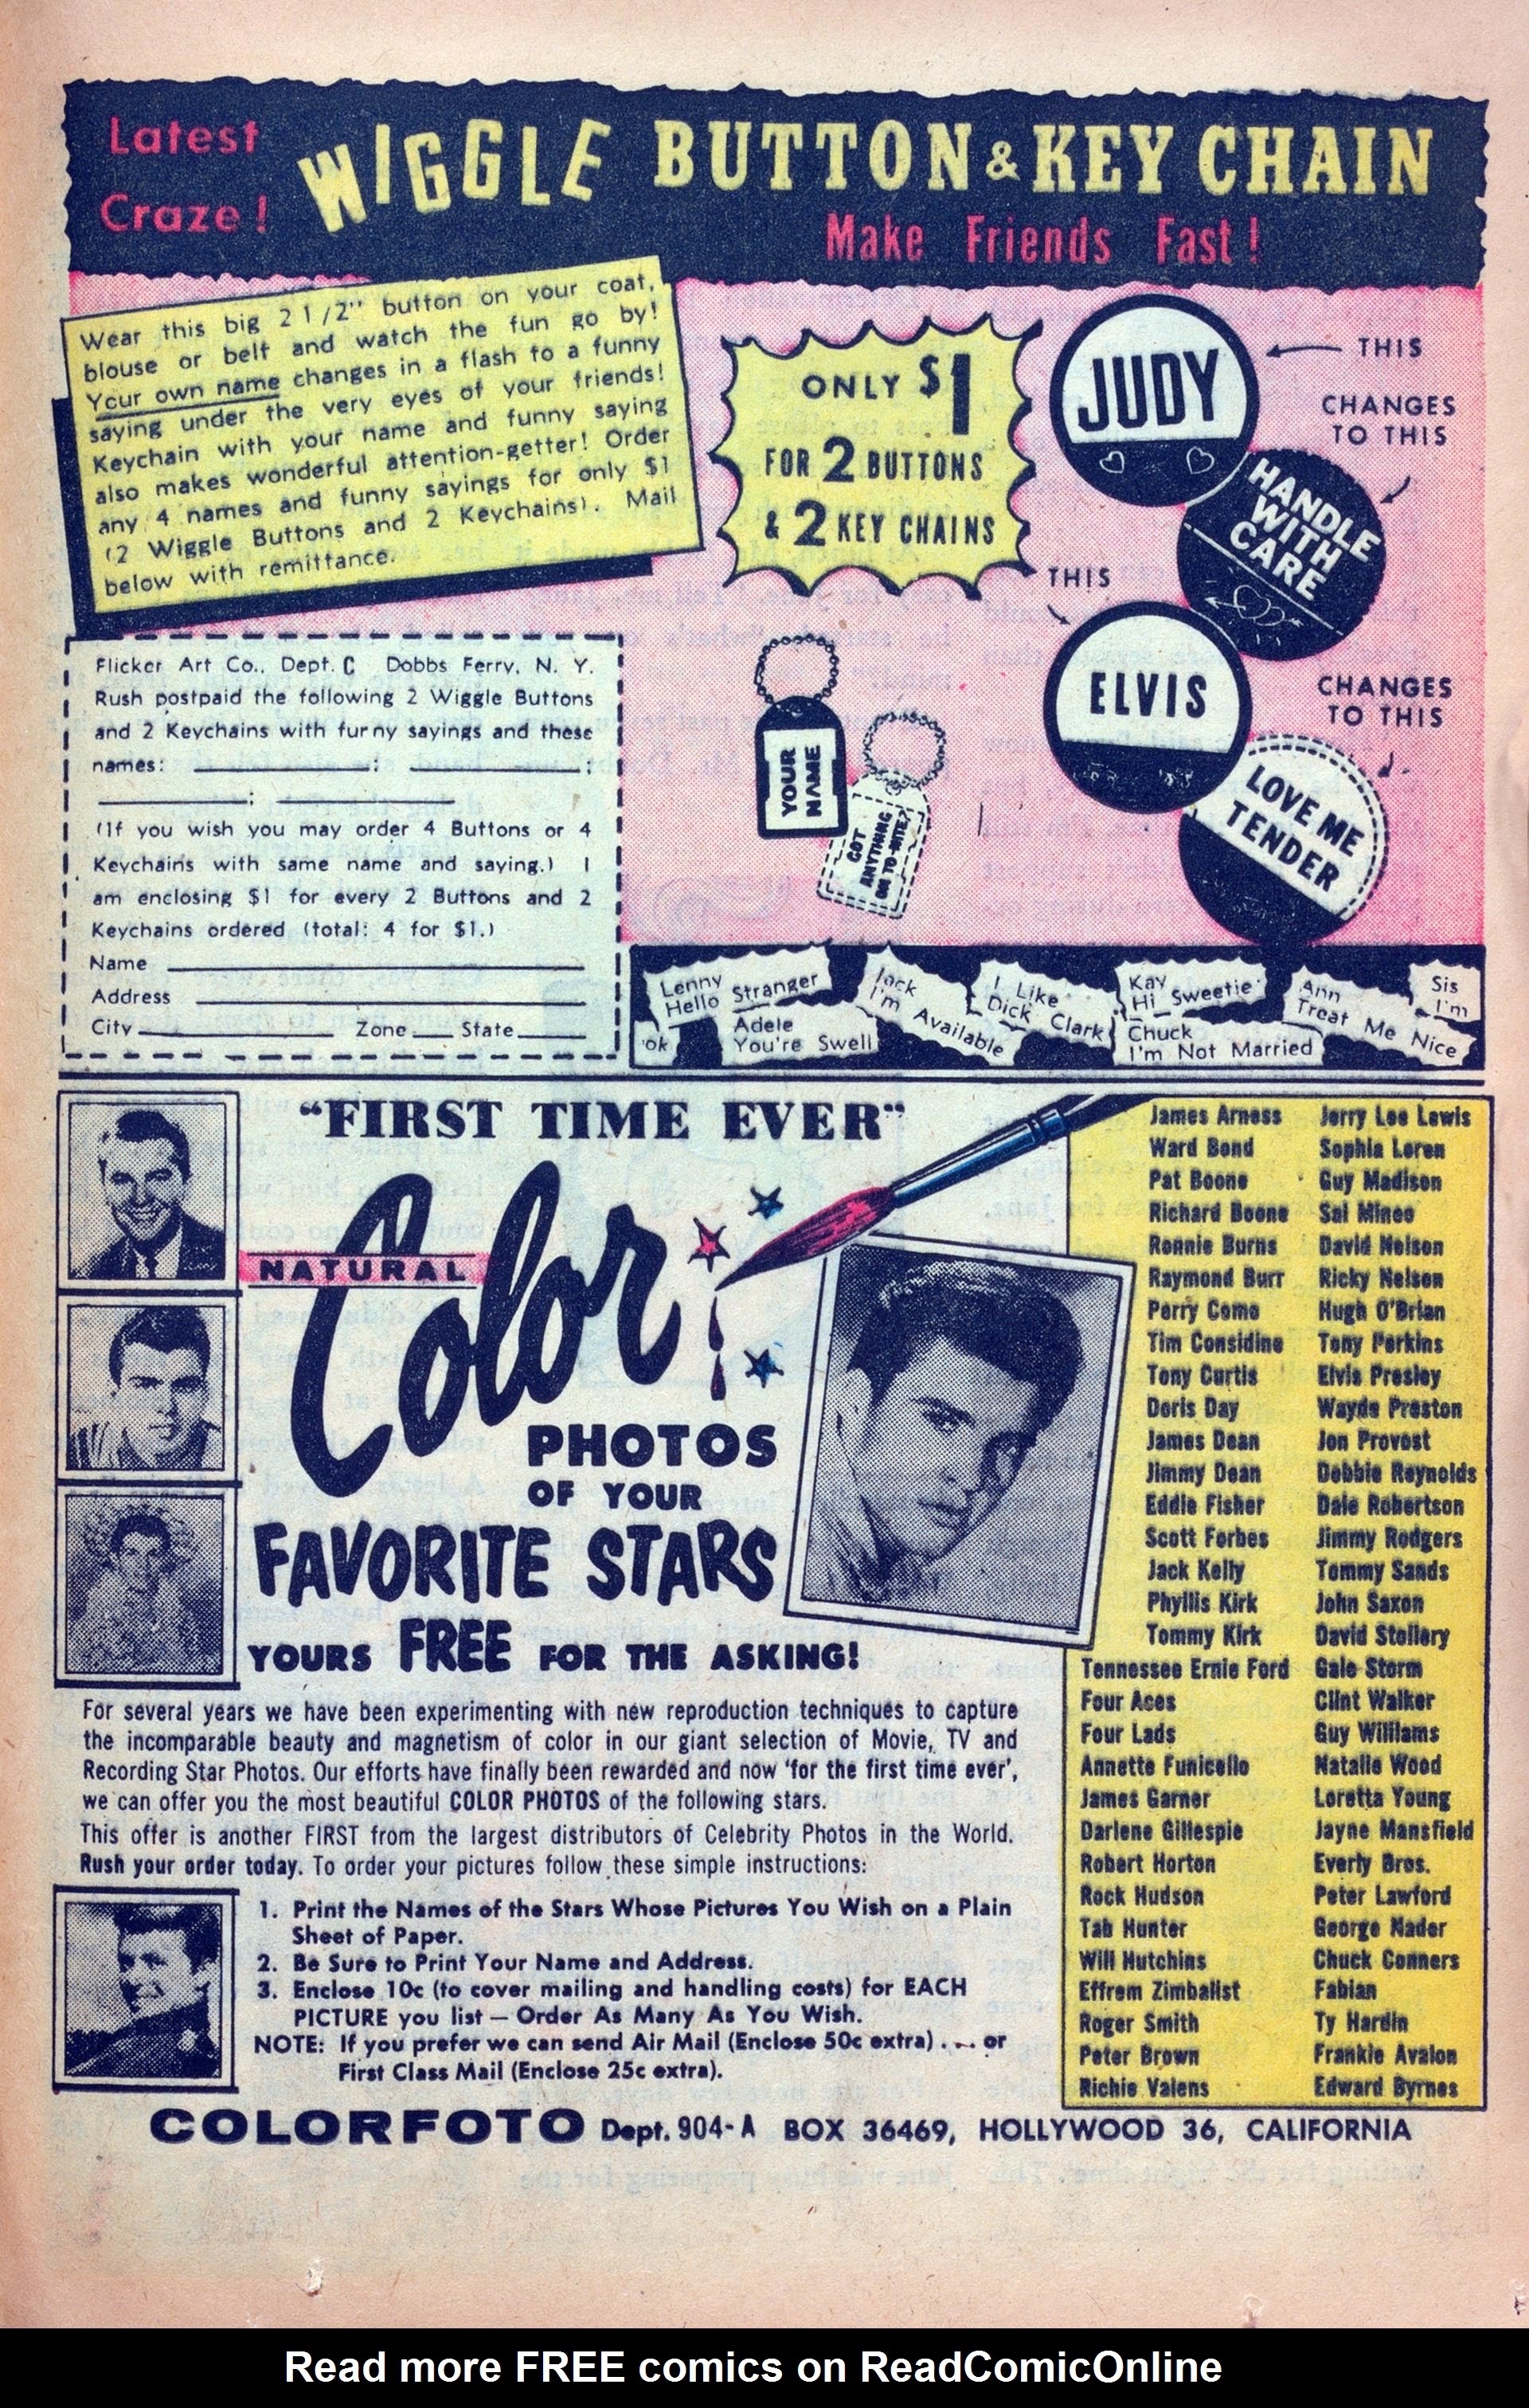 Latest
Craze!
WIGGLE BUTTON & KEY CHAIN
Make Friends Fast!
Wear this big 2 1/2" button on your coat,
blouse or belt and watch the fun go by!
Your own name changes in a flash to a funny
saying under the very eyes of your friends!
Keychain with your name and funny saying
also makes wonderful attention-getter! Order
any 4 names and funny sayings for only $1
(2 Wiggle Buttons and 2 Keychains). Mail
below with remittance.
ONLY $1
FOR 2 BUTTONS
& 2 KEY CHAINS
JUDY
THIS
CHANGES
TO THIS
HANDLE
WITH
CARE
THIS
ELVIS
CHANGES
TO THIS
LOVE ME
TENDER
YOUR
NAME
GOT
ANYTHING
ON TO-NITE?
Flicker Art Co., Dept. C Dobbs Ferry, N. Y.
Rush postpaid the following 2 Wiggle Buttons
and 2 Keychains with funny sayings and these
names: ; ;
;
(If you wish you may order 4 Buttons or 4
Keychains with same name and saying.) I
am enclosing $1 for every 2 Buttons and 2
Keychains ordered (total: 4 for $1.)
Name
Address
City Zone State
Lenny
Hello Stranger
Jack
I'm Available
I Like
Dick Clark
Kay
Hi Sweetie
Ann
Treat Me Nice
Sis
I'm
ok
Adele
You're Swell
Chuck
I'm Not Married
"FIRST TIME EVER"
NATURAL
Color
PHOTOS
OF YOUR
FAVORITE STARS
YOURS FREE FOR THE ASKING!
For several years we have been experimenting with new reproduction techniques to capture
the incomparable beauty and magnetism of color in our giant selection of Movie, TV and
Recording Star Photos. Our efforts have finally been rewarded and now 'for the first time ever',
we can offer you the most beautiful COLOR PHOTOS of the following stars.
This offer is another FIRST from the largest distributors of Celebrity Photos in the World.
Rush your order today. To order your pictures follow these simple instructions:
1. Print the Names of the Stars Whose Pictures You Wish on a Plain
Sheet of Paper.
2. Be Sure to Print Your Name and Address.
3. Enclose 10c (to cover mailing and handling costs) for EACH
PICTURE you list — Order As Many As You Wish.
NOTE: If you prefer we can send Air Mail (Enclose 50c extra) . . . or
First Class Mail (Enclose 25c extra).
James Arness
Ward Bond
Pat Boone
Richard Boone
Ronnie Burns
Raymond Burr
Perry Como
Tim Considine
Tony Curtis
Doris Day
James Dean
Jimmy Dean
Eddie Fisher
Scott Forbes
Jack Kelly
Phyllis Kirk
Tommy Kirk
Tennessee Ernie Ford
Four Aces
Four Lads
Annette Funicello
James Garner
Darlene Gillespie
Robert Horton
Rock Hudson
Tab Hunter
Will Hutchins
Effrem Zimbalist
Roger Smith
Peter Brown
Richie Valens
Jerry Lee Lewis
Sophia Loren
Guy Madison
Sal Mineo
David Nelson
Ricky Nelson
Hugh O'Brian
Tony Perkins
Elvis Presley
Wayde Preston
Jon Provost
Debbie Reynolds
Dale Robertson
Jimmy Rodgers
Tommy Sands
John Saxon
David Stollery
Gale Storm
Clint Walker
Guy Williams
Natalie Wood
Loretta Young
Jayne Mansfield
Everly Bros.
Peter Lawford
George Nader
Chuck Conners
Fabian
Ty Hardin
Frankie Avalon
Edward Byrnes
COLORFOTO Dept. 904-A BOX 36469, HOLLYWOOD 36, CALIFORNIA
Read more FREE comics on ReadComicOnline